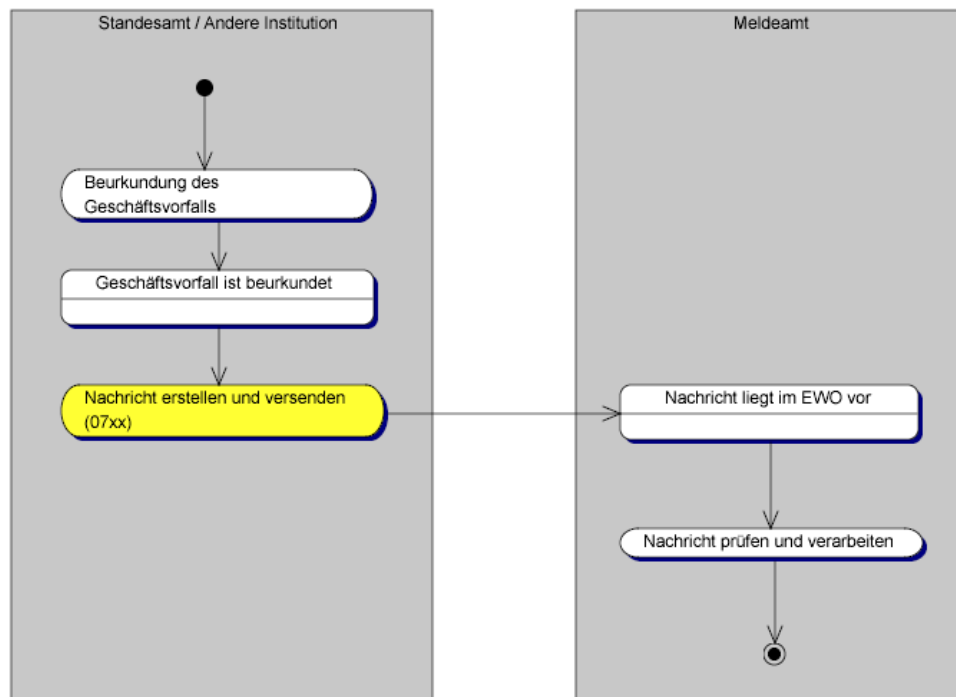 Standesamt / Andere Institution
Meldeamt
Beurkundung des
Geschäftsvorfalls
Geschäftsvorfall ist beurkundet
Nachricht erstellen und versenden
(07xx)
Nachricht liegt im EWO vor
Nachricht prüfen und verarbeiten